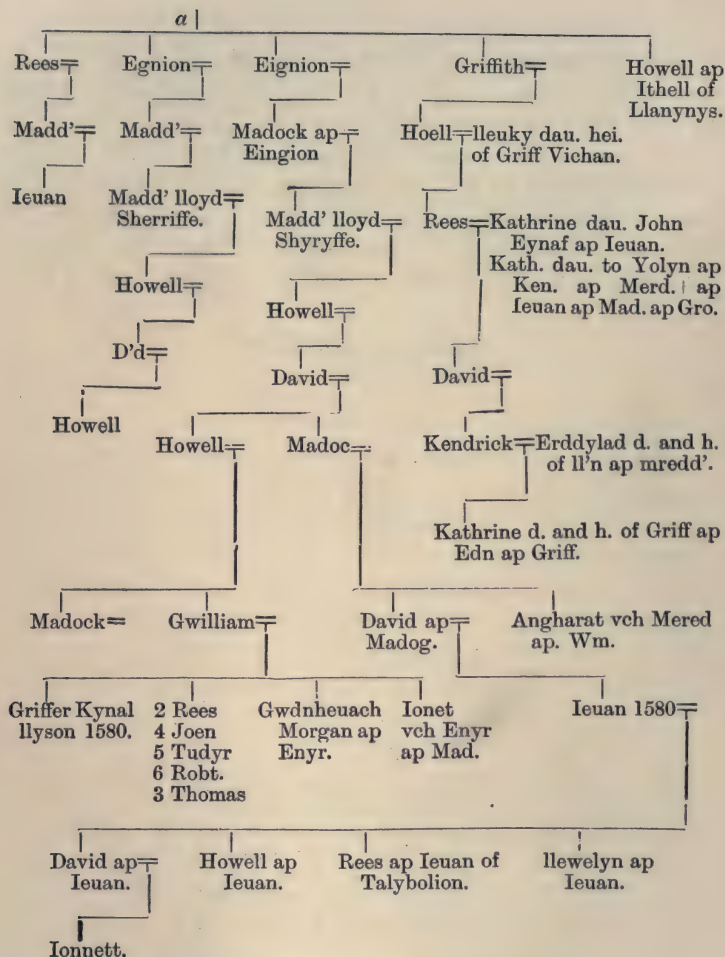 a
Rees Egnion Eignion Griffith Howell ap
Ithell of
Llanynys.
Madd' Madd' Madock ap
Eingion
Hoell lleuky dau. hei.
of Griff Vichan.
Ieuan Madd' lloyd
Sherriffe.
Madd' lloyd
Shyryffe.
Rees Kathrine dau. John
Eynaf ap Ieuan.
Kath. dau. to Yolyn ap
Ken. ap Merd. ap
Ieuan ap Mad. ap Gro.
Howell Howell
D'd David David
Howell Howell Madoc Kendrick Erddylad d. and h.
of ll'n ap mredd'.
Kathrine d. and h. of Griff ap
Edn ap Griff.
Madock Gwilliam David ap
Madog.
Angharat vch Mered
ap. Wm.
Griffer Kynal
llyson 1580.
2 Rees
4 Joen
5 Tudyr
6 Robt.
3 Thomas
Gwdnheuach
Morgan ap
Enyr.
Ionet
vch Enyr
ap Mad.
Ieuan 1580
David ap
Ieuan.
Howell ap
Ieuan.
Rees ap Ieuan of
Talybolion.
llewelyn ap
Ieuan.
Ionnett.